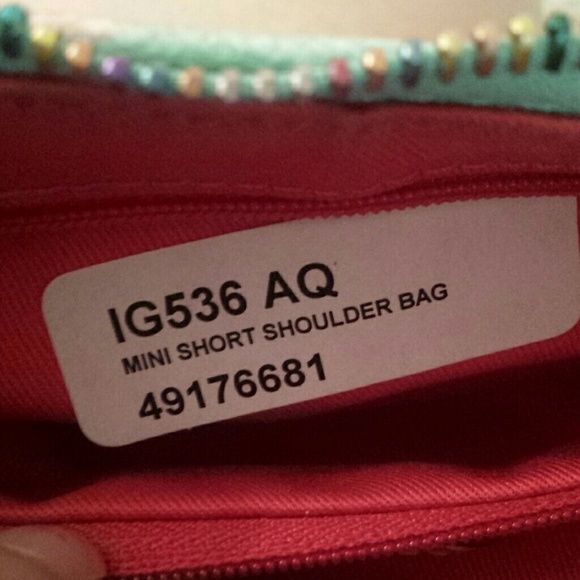 IG536 AQ
MINI SHORT SHOULDER BAG
49176681